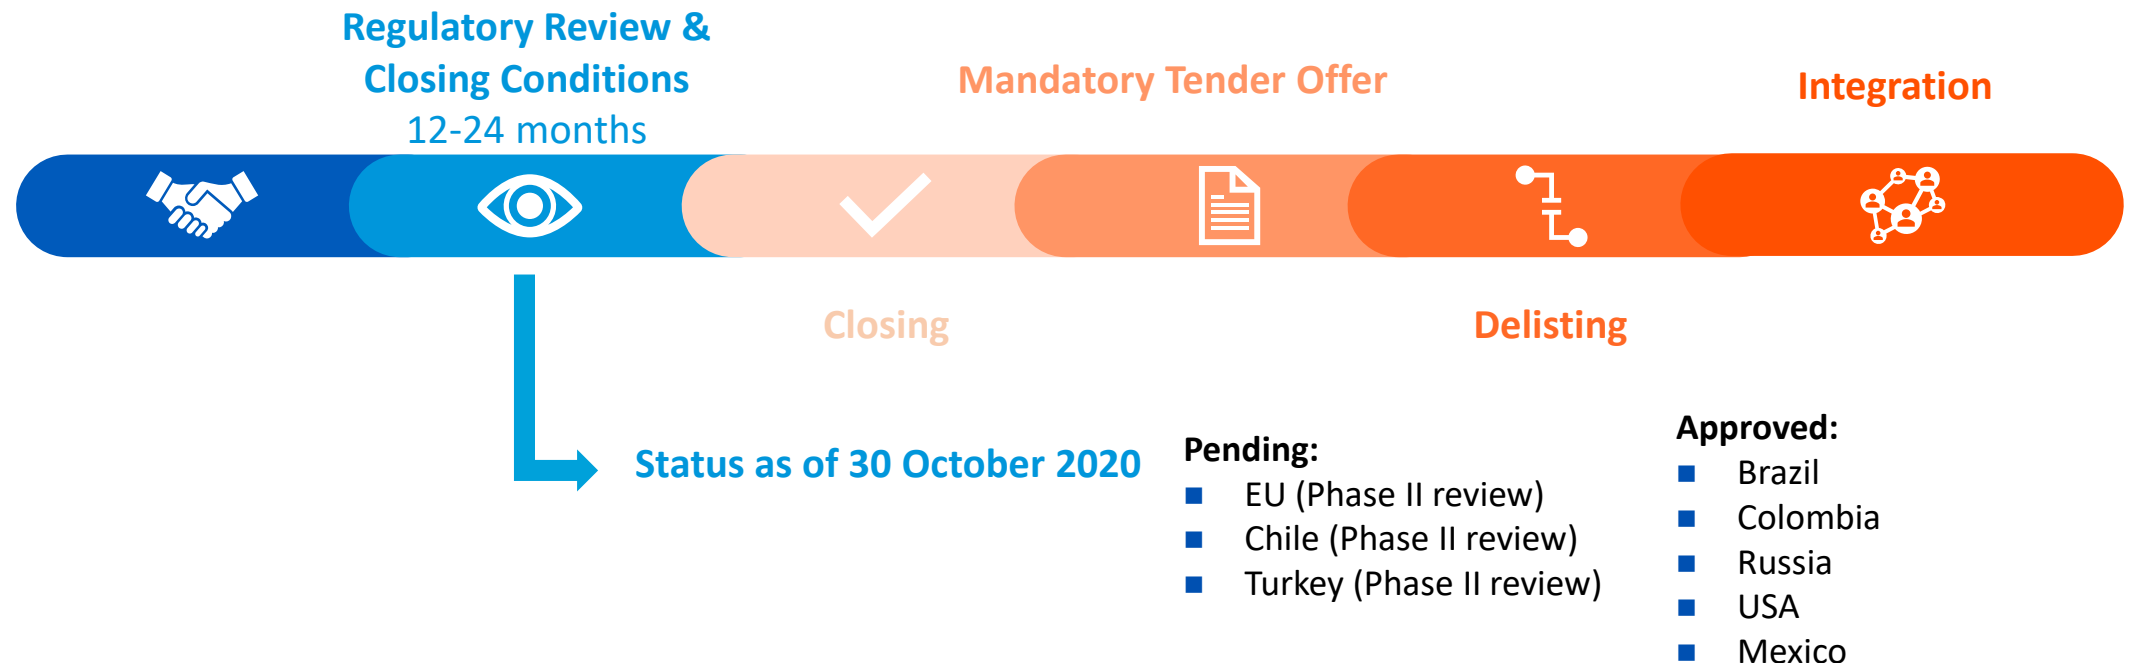 Regulatory Review &
Closing Conditions
12-24 months
Mandatory Tender Offer
Integration
Closing
Delisting
Status as of 30 October 2020
Pending:
EU (Phase II review)
Chile (Phase II review)
Turkey (Phase II review)
Approved:
Brazil
Colombia
Russia
USA
Mexico